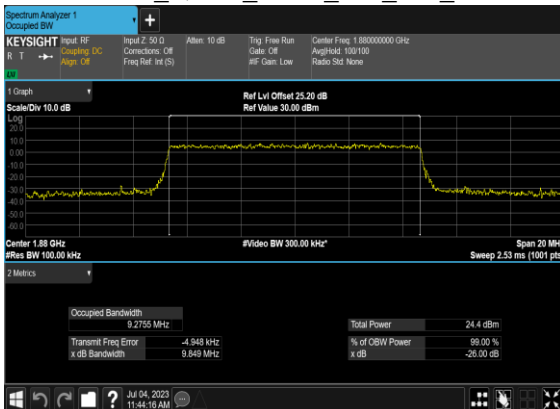 Spectrum Analyzer 1
Occupied BW
+
KEYSIGHT Input: RF Input Z: 50 Ω Atten: 10 dB Trig: Free Run Center Freq: 1.880000000 GHz
R T Coupling: DC Corrections: Off Gate: Off Avg|Hold: 100/100
Align: Off Freq Ref: Int (S) #IF Gain: Low Radio Std: None
1 Graph
Ref Lvl Offset 25.20 dB
Scale/Div 10.0 dB Ref Value 30.00 dBm
Log
20.0
10.0
0.00
-10.0
-20.0
-30.0
-40.0
-50.0
-60.0
Center 1.88 GHz #Video BW 300.00 kHz* Span 20 MH
#Res BW 100.00 kHz Sweep 2.53 ms (1001 pts
2 Metrics
Occupied Bandwidth
9.2755 MHz Total Power 24.4 dBm
Transmit Freq Error -4.948 kHz % of OBW Power 99.00 %
x dB Bandwidth 9.849 MHz x dB -26.00 dB
? Jul 04, 2023
11:44:16 AM